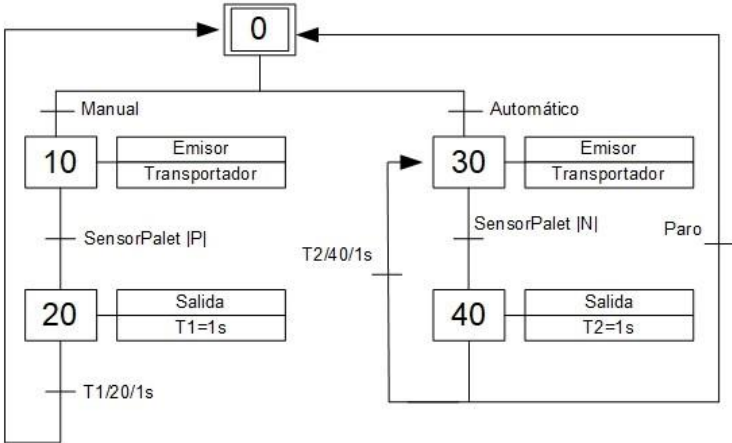 0
Manual
Automático
10
Emisor
Transportador
30
Emisor
Transportador
SensorPalet |P|
SensorPalet |N|
Paro
T2/40/1s
20
Salida
T1=1s
40
Salida
T2=1s
T1/20/1s